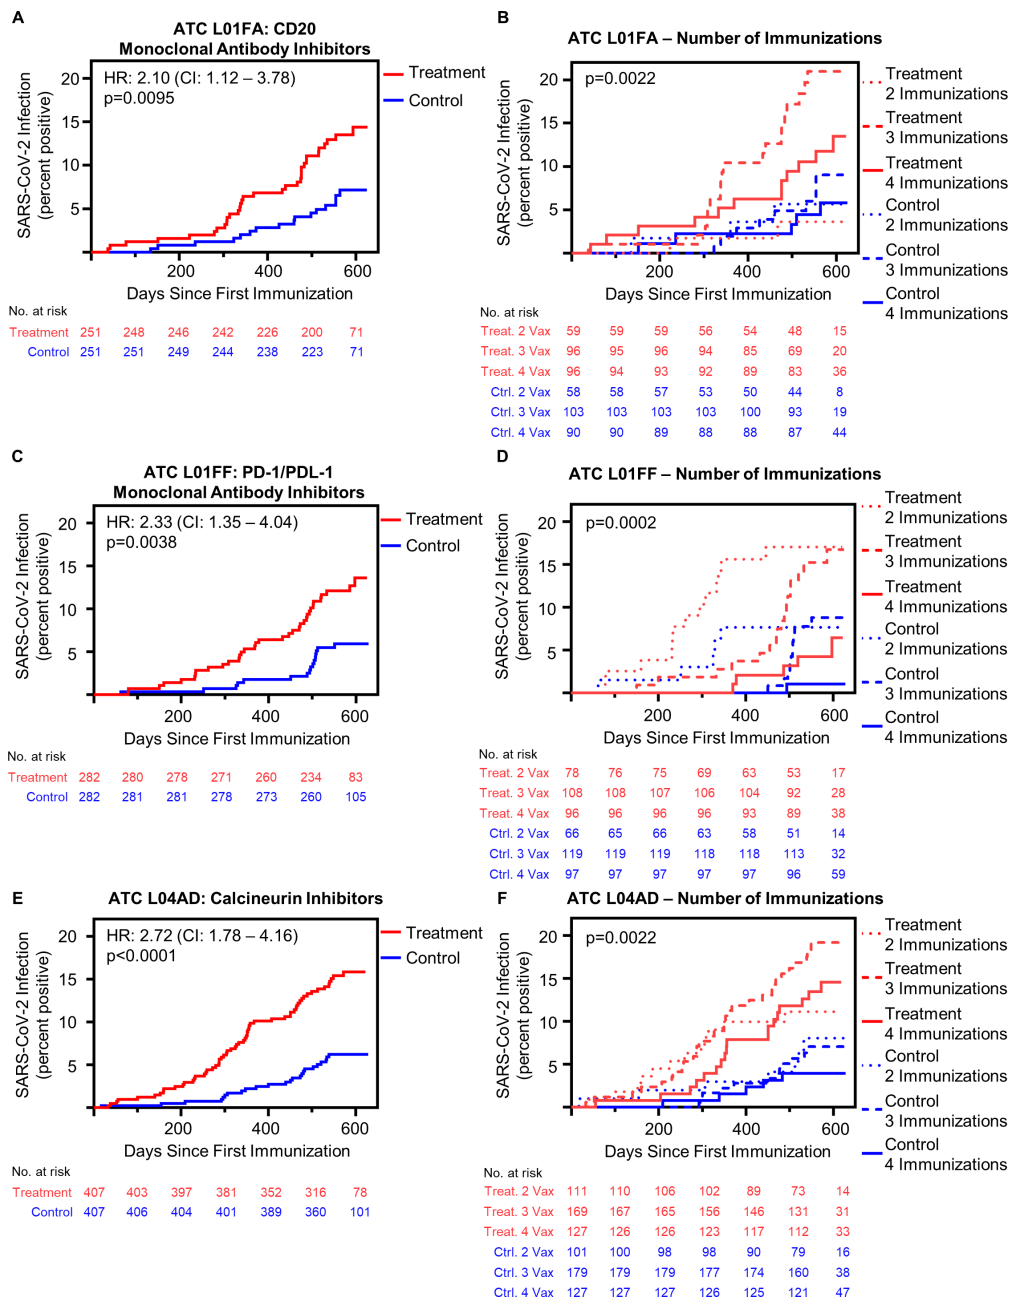 A
ATC L01FA: CD20
Monoclonal Antibody Inhibitors
SARS-CoV-2 Infection
(percent positive)
20
15
10
5
HR: 2.10 (CI: 1.12 – 3.78)
p=0.0095
Treatment
Control
200
400
600
Days Since First Immunization
No. at risk
Treatment 251 248 246 242 226 200 71
Control 251 251 249 244 238 223 71
B
ATC L01FA – Number of Immunizations
SARS-CoV-2 Infection
(percent positive)
20
15
10
5
p=0.0022
Treatment
2 Immunizations
Treatment
3 Immunizations
Treatment
4 Immunizations
Control
2 Immunizations
Control
3 Immunizations
Control
4 Immunizations
200
400
600
Days Since First Immunization
No. at risk
Treat. 2 Vax 59 59 59 56 54 48 15
Treat. 3 Vax 96 95 96 94 85 69 20
Treat. 4 Vax 96 94 93 92 89 83 36
Ctrl. 2 Vax 58 58 57 53 50 44 8
Ctrl. 3 Vax 103 103 103 103 100 93 19
Ctrl. 4 Vax 90 90 89 88 88 87 44
C
ATC L01FF: PD-1/PDL-1
Monoclonal Antibody Inhibitors
SARS-CoV-2 Infection
(percent positive)
20
15
10
5
HR: 2.33 (CI: 1.35 – 4.04)
p=0.0038
Treatment
Control
200
400
600
Days Since First Immunization
No. at risk
Treatment 282 280 278 271 260 234 83
Control 282 281 281 278 273 260 105
D
ATC L01FF – Number of Immunizations
SARS-CoV-2 Infection
(percent positive)
20
15
10
5
p=0.0002
Treatment
2 Immunizations
Treatment
3 Immunizations
Treatment
4 Immunizations
Control
2 Immunizations
Control
3 Immunizations
Control
4 Immunizations
200
400
600
Days Since First Immunization
No. at risk
Treat. 2 Vax 78 76 75 69 63 53 17
Treat. 3 Vax 108 108 107 106 104 92 28
Treat. 4 Vax 96 96 96 96 93 89 38
Ctrl. 2 Vax 66 65 66 63 58 51 14
Ctrl. 3 Vax 119 119 119 118 118 113 32
Ctrl. 4 Vax 97 97 97 97 97 96 59
E
ATC L04AD: Calcineurin Inhibitors
SARS-CoV-2 Infection
(percent positive)
20
15
10
5
HR: 2.72 (CI: 1.78 – 4.16)
p<0.0001
Treatment
Control
200
400
600
Days Since First Immunization
No. at risk
Treatment 407 403 397 381 352 316 78
Control 407 406 404 401 389 360 101
F
ATC L04AD – Number of Immunizations
SARS-CoV-2 Infection
(percent positive)
20
15
10
5
p=0.0022
Treatment
2 Immunizations
Treatment
3 Immunizations
Treatment
4 Immunizations
Control
2 Immunizations
Control
3 Immunizations
Control
4 Immunizations
200
400
600
Days Since First Immunization
No. at risk
Treat. 2 Vax 111 110 106 102 89 73 14
Treat. 3 Vax 169 167 165 156 146 131 31
Treat. 4 Vax 127 126 126 123 117 112 33
Ctrl. 2 Vax 101 100 98 98 90 79 16
Ctrl. 3 Vax 179 179 179 177 174 160 38
Ctrl. 4 Vax 127 127 127 126 125 121 47